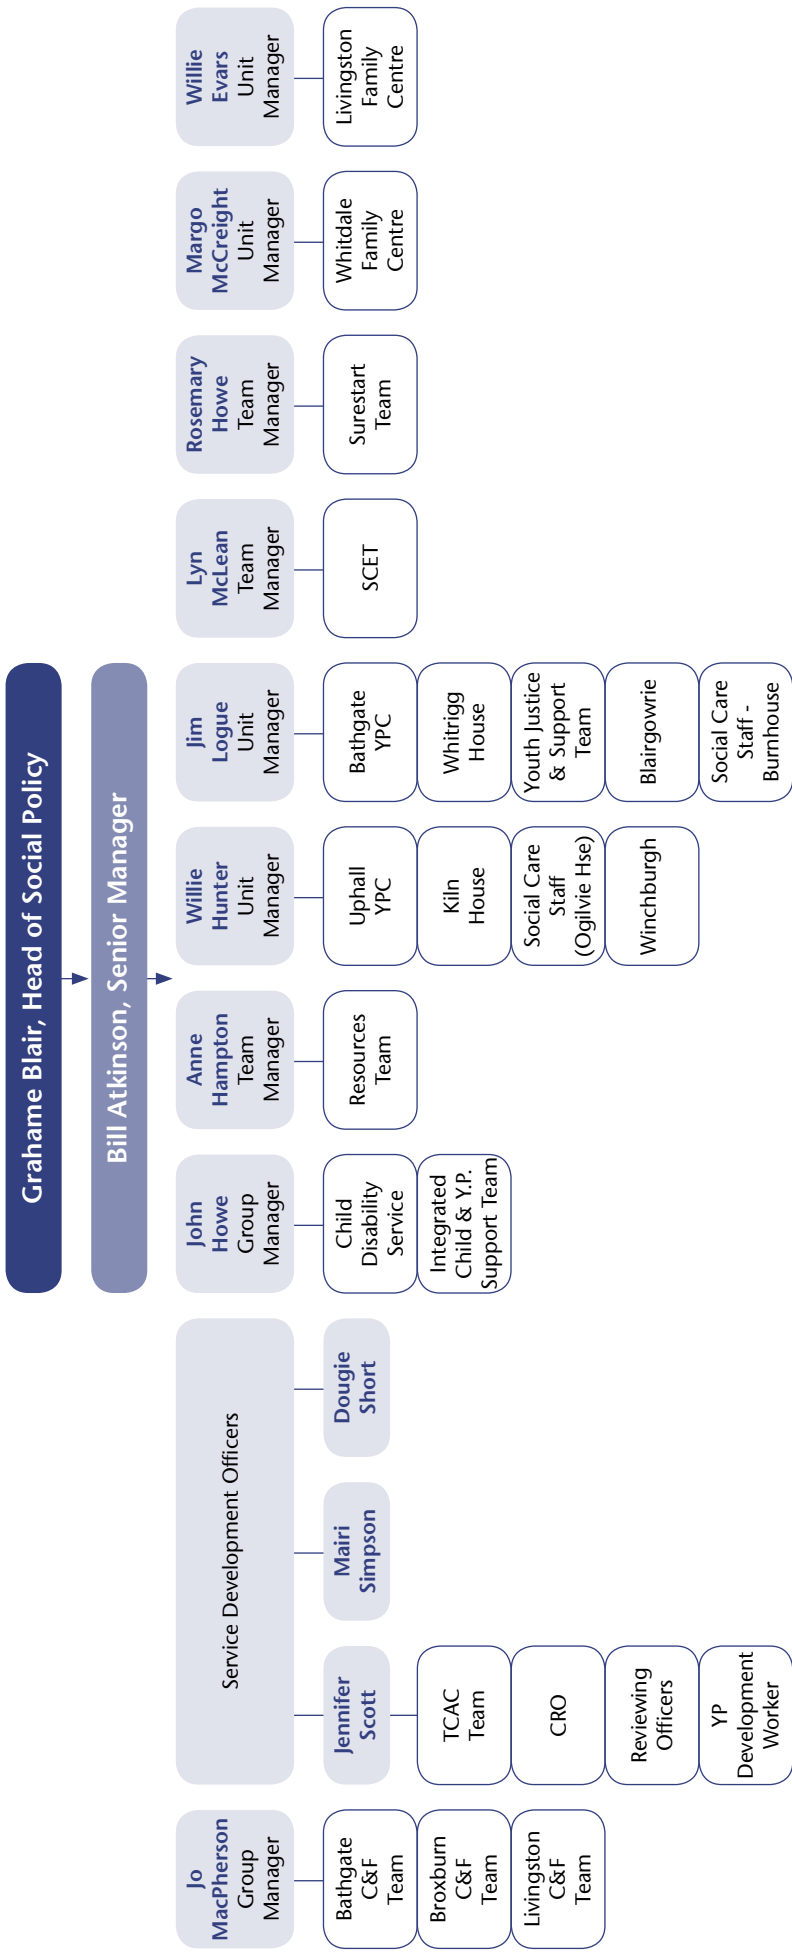 Grahame Blair, Head of Social Policy
Bill Atkinson, Senior Manager
Jo
MacPherson
Group
Manager
Bathgate
C&F
Team
Broxburn
C&F
Team
Livingston
C&F
Team
Service Development Officers
Jennifer
Scott
TCAC
Team
CRO
Reviewing
Officers
YP
Development
Worker
Mairi
Simpson
Dougie
Short
John
Howe
Group
Manager
Child
Disability
Service
Integrated
Child & Y.P.
Support Team
Anne
Hampton
Team
Manager
Resources
Team
Willie
Hunter
Unit
Manager
Uphall
YPC
Kiln
House
Social Care
Staff
(Ogilvie Hse)
Winchburgh
Jim
Logue
Unit
Manager
Bathgate
YPC
Whitrigg
House
Youth Justice
& Support
Team
Blairgowrie
Social Care
Staff -
Burnhouse
Lyn
McLean
Team
Manager
SCET
Rosemary
Howe
Team
Manager
Surestart
Team
Margo
McCreight
Unit
Manager
Whitdale
Family
Centre
Willie
Evars
Unit
Manager
Livingston
Family
Centre